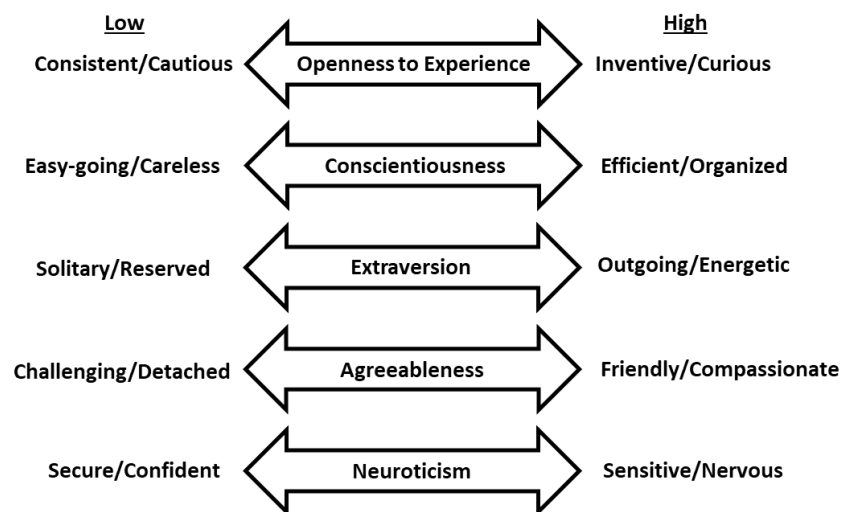 Low High
Consistent/Cautious Openness to Experience Inventive/Curious
Easy-going/Careless Conscientiousness Efficient/Organized
Solitary/Reserved Extraversion Outgoing/Energetic
Challenging/Detached Agreeableness Friendly/Compassionate
Secure/Confident Neuroticism Sensitive/Nervous